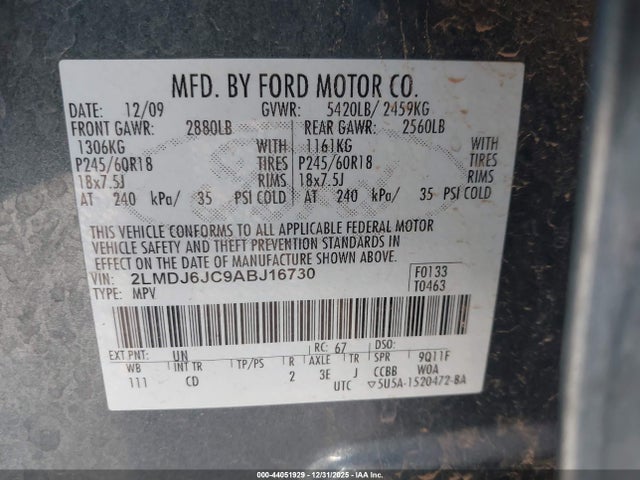 MFD. BY FORD MOTOR CO.
DATE: 12/09 GVWR: 5420LB/ 2459KG
FRONT GAWR: 2880LB REAR GAWR: 2560LB
1306KG WITH 1161KG WITH
P245/60R18 TIRES P245/60R18 TIRES
18x7.5J RIMS 18x7.5J RIMS
AT 240 kPa/ 35 PSI COLD AT 240 kPa/ 35 PSI COLD
THIS VEHICLE CONFORMS TO ALL APPLICABLE FEDERAL MOTOR
VEHICLE SAFETY AND THEFT PREVENTION STANDARDS IN
EFFECT ON THE DATE OF MANUFACTURE SHOWN ABOVE.
VIN: 2LMDJ6JC9ABJ16730 F0133
TYPE: MPV T0463
EXT PNT: UN RC: 67 DSO:
WB INT TR TP/PS R AXLE TR SPR 9Q11F
111 CD 2 3E J CCBB WOA
UTC ▽5U5A-1520472-BA
000-44051929 - 12/31/2025 - IAA Inc.